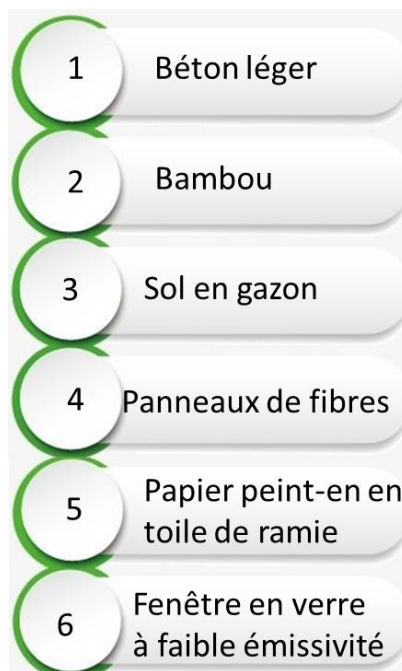 1 Béton léger
2 Bambou
3 Sol en gazon
4 Panneaux de fibres
5 Papier peint-en en
toile de ramie
6 Fenêtre en verre
à faible émissivité